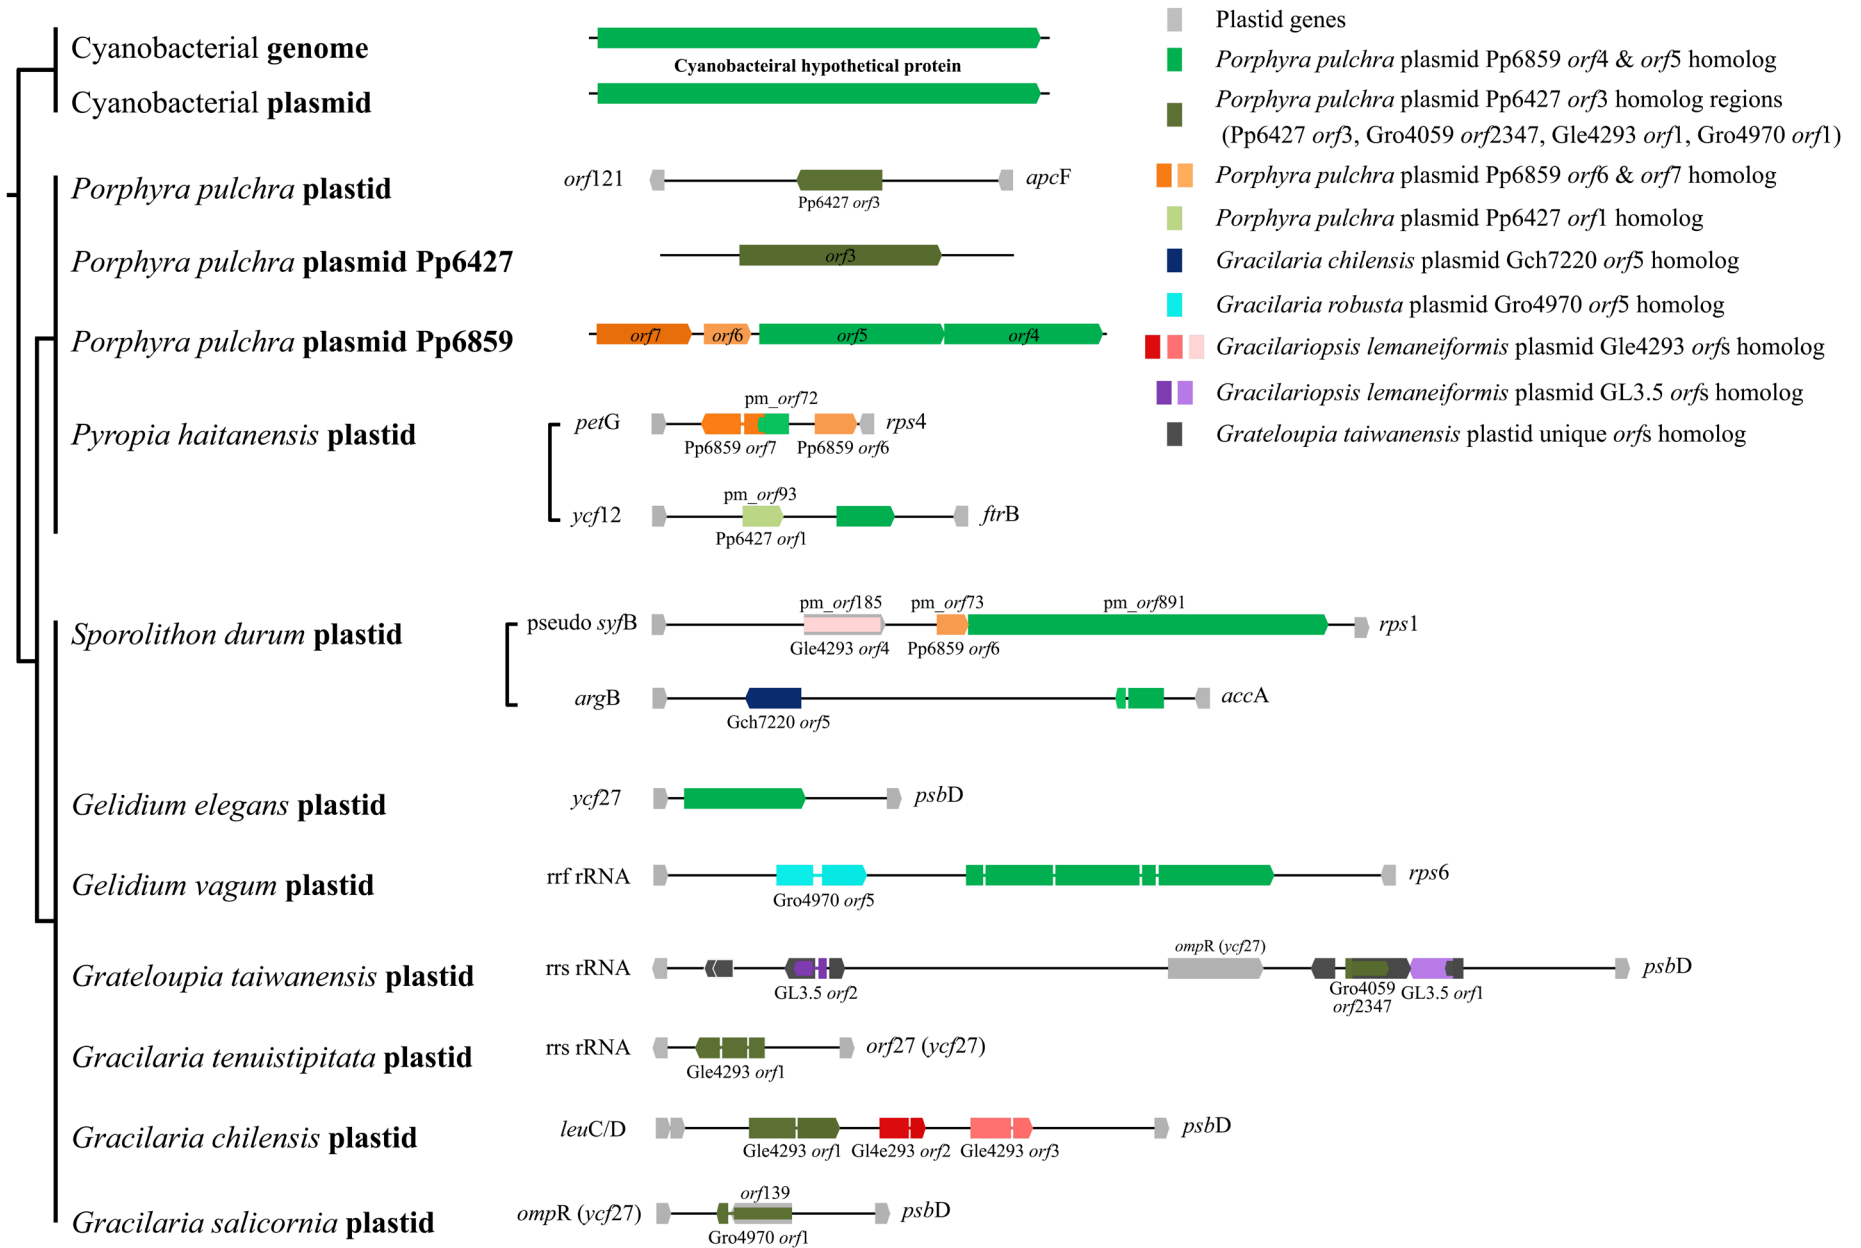 Cyanobacterial genome
Cyanobacteiral hypothetical protein
Cyanobacterial plasmid
Porphyra pulchra plastid
orf121
apcF
Pp6427 orf3
Porphyra pulchra plasmid Pp6427
orf3
Porphyra pulchra plasmid Pp6859
orf7
orf6
orf5
orf4
Pyropia haitanensis plastid
petG
pm_orf72
rps4
Pp6859 orf7
Pp6859 orf6
ycf12
pm_orf93
ftrB
Pp6427 orf1
Sporolithon durum plastid
pseudo syfB
pm_orf185
pm_orf73
pm_orf891
rps1
Gle4293 orf4
Pp6859 orf6
argB
accA
Gch7220 orf5
Gelidium elegans plastid
ycf27
psbD
Gelidium vagum plastid
rrf rRNA
rps6
Gro4970 orf5
Grateloupia taiwanensis plastid
rrs rRNA
ompR (ycf27)
psbD
GL3.5 orf2
Gro4059
orf2347
GL3.5 orf1
Gracilaria tenuistipitata plastid
rrs rRNA
orf27 (ycf27)
Gle4293 orf1
Gracilaria chilensis plastid
leuC/D
psbD
Gle4293 orf1
Gl4e293 orf2
Gle4293 orf3
Gracilaria salicornia plastid
ompR (ycf27)
orf139
psbD
Gro4970 orf1
Plastid genes
Porphyra pulchra plasmid Pp6859 orf4 & orf5 homolog
Porphyra pulchra plasmid Pp6427 orf3 homolog regions
(Pp6427 orf3, Gro4059 orf2347, Gle4293 orf1, Gro4970 orf1)
Porphyra pulchra plasmid Pp6859 orf6 & orf7 homolog
Porphyra pulchra plasmid Pp6427 orf1 homolog
Gracilaria chilensis plasmid Gch7220 orf5 homolog
Gracilaria robusta plasmid Gro4970 orf5 homolog
Gracilariopsis lemaneiformis plasmid Gle4293 orfs homolog
Gracilariopsis lemaneiformis plasmid GL3.5 orfs homolog
Grateloupia taiwanensis plastid unique orfs homolog